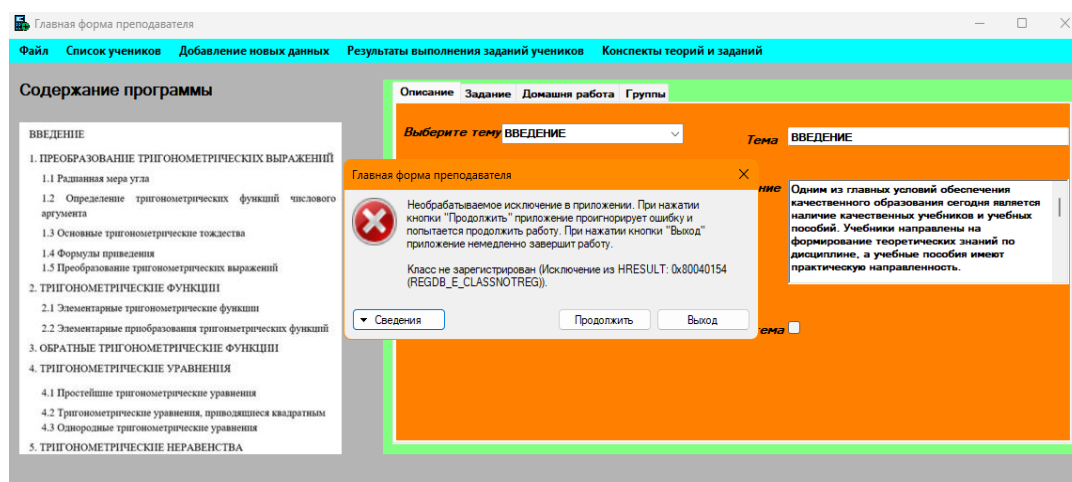 Главная форма преподавателя
Файл Список учеников Добавление новых данных Результаты выполнения заданий учеников Конспекты теорий и заданий
Содержание программы
ВВЕДЕНИЕ
1. ПРЕОБРАЗОВАНИЕ ТРИГОНОМЕТРИЧЕСКИХ ВЫРАЖЕНИЙ
1.1 Радианная мера угла
1.2 Определение тригонометрических функций числового
аргумента
1.3 Основные тригонометрические тождества
1.4 Формулы приведения
1.5 Преобразование тригонометрических выражений
2. ТРИГОНОМЕТРИЧЕСКИЕ ФУНКЦИИ
2.1 Элементарные тригонометрические функции
2.2 Элементарные приобразования тригонметрических функций
3. ОБРАТНЫЕ ТРИГОНОМЕТРИЧЕСКИЕ ФУНКЦИИ
4. ТРИГОНОМЕТРИЧЕСКИЕ УРАВНЕНИЯ
4.1 Простейшие тригонометрические уравнения
4.2 Тригонометрические уравнения, приводящиеся квадратным
4.3 Однородные тригонометрические уравнения
5. ТРИГОНОМЕТРИЧЕСКИЕ НЕРАВЕНСТВА
Описание Задание Домашня работа Группы
Выберите тему ВВЕДЕНИЕ
Тема ВВЕДЕНИЕ
ние
Одним из главных условий обеспечения
качественного образования сегодня является
наличие качественных учебников и учебных
пособий. Учебники направлены на
формирование теоретических знаний по
дисциплине, а учебные пособия имеют
практическую направленность.
тема
Главная форма преподавателя
Необрабатываемое исключение в приложении. При нажатии
кнопки "Продолжить" приложение проигнорирует ошибку и
попытается продолжить работу. При нажатии кнопки "Выход"
приложение немедленно завершит работу.
Класс не зарегистрирован (Исключение из HRESULT: 0x80040154
(REGDB_E_CLASSNOTREG)).
Сведения Продолжить Выход